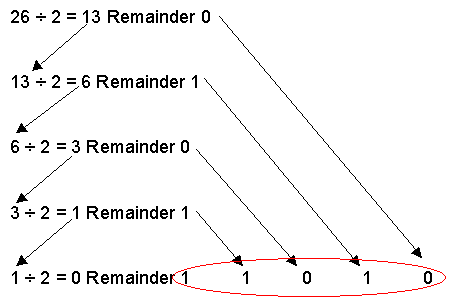 26 ÷ 2 = 13 Remainder 0
13 ÷ 2 = 6 Remainder 1
6 ÷ 2 = 3 Remainder 0
3 ÷ 2 = 1 Remainder 1
1 ÷ 2 = 0 Remainder 1 1 0 1 0